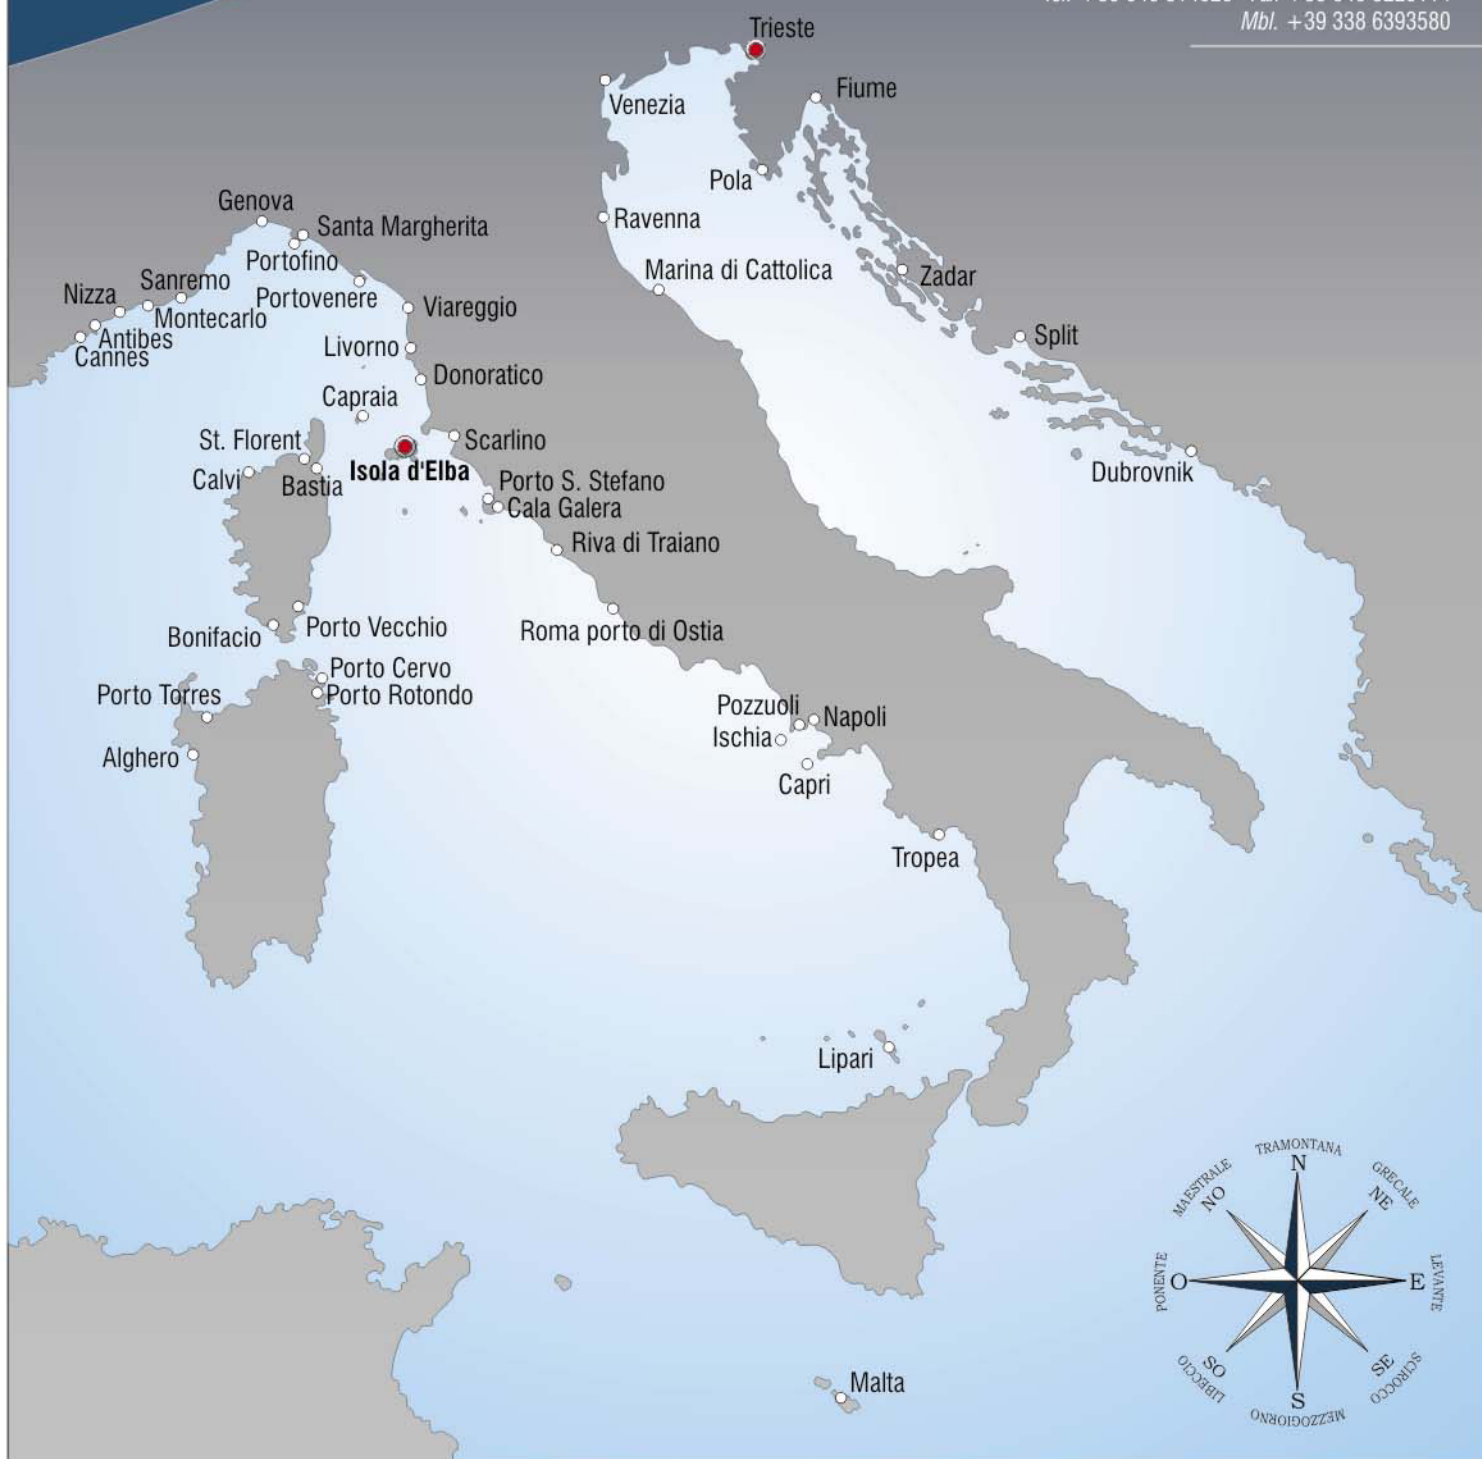 Mbl. +39 338 6393580
Trieste
Venezia
Fiume
Pola
Genova
Santa Margherita
Ravenna
Portofino
Marina di Cattolica
Zadar
Sanremo
Nizza
Portovenere
Viareggio
Montecarlo
Antibes
Cannes
Livorno
Split
Donoratico
Capraia
St. Florent
Scarlino
Calvi
Bastia
Isola d'Elba
Dubrovnik
Porto S. Stefano
Cala Galera
Riva di Traiano
Bonifacio
Porto Vecchio
Roma porto di Ostia
Porto Cervo
Porto Torres
Porto Rotondo
Pozzuoli
Napoli
Ischia
Alghero
Capri
Tropea
Lipari
TRAMONTANA
N
MAESTRALE
NO
GRECALE
NE
PONENTE
O
E
LEVANTE
SO
LIBECCIO
SE
SCIROCCO
S
MEZZOGIORNO
Malta